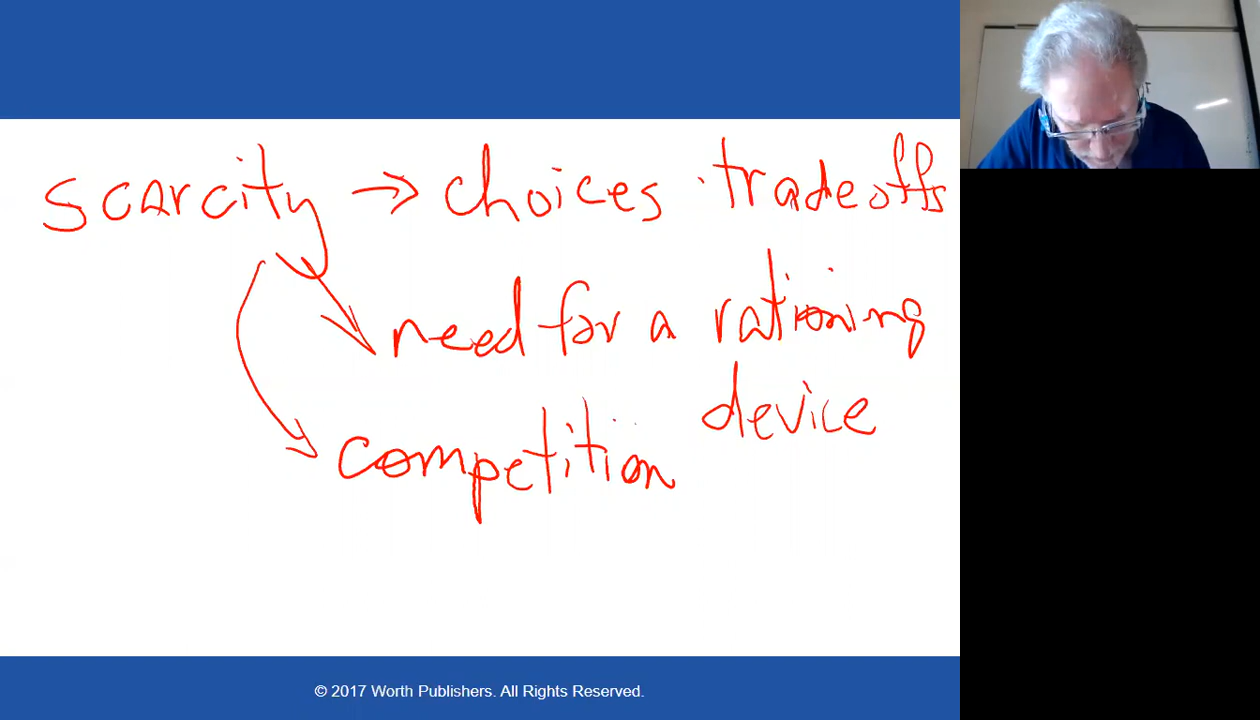 scarcity → choices tradeoffs
need for a rationing
device
competition
© 2017 Worth Publishers. All Rights Reserved.